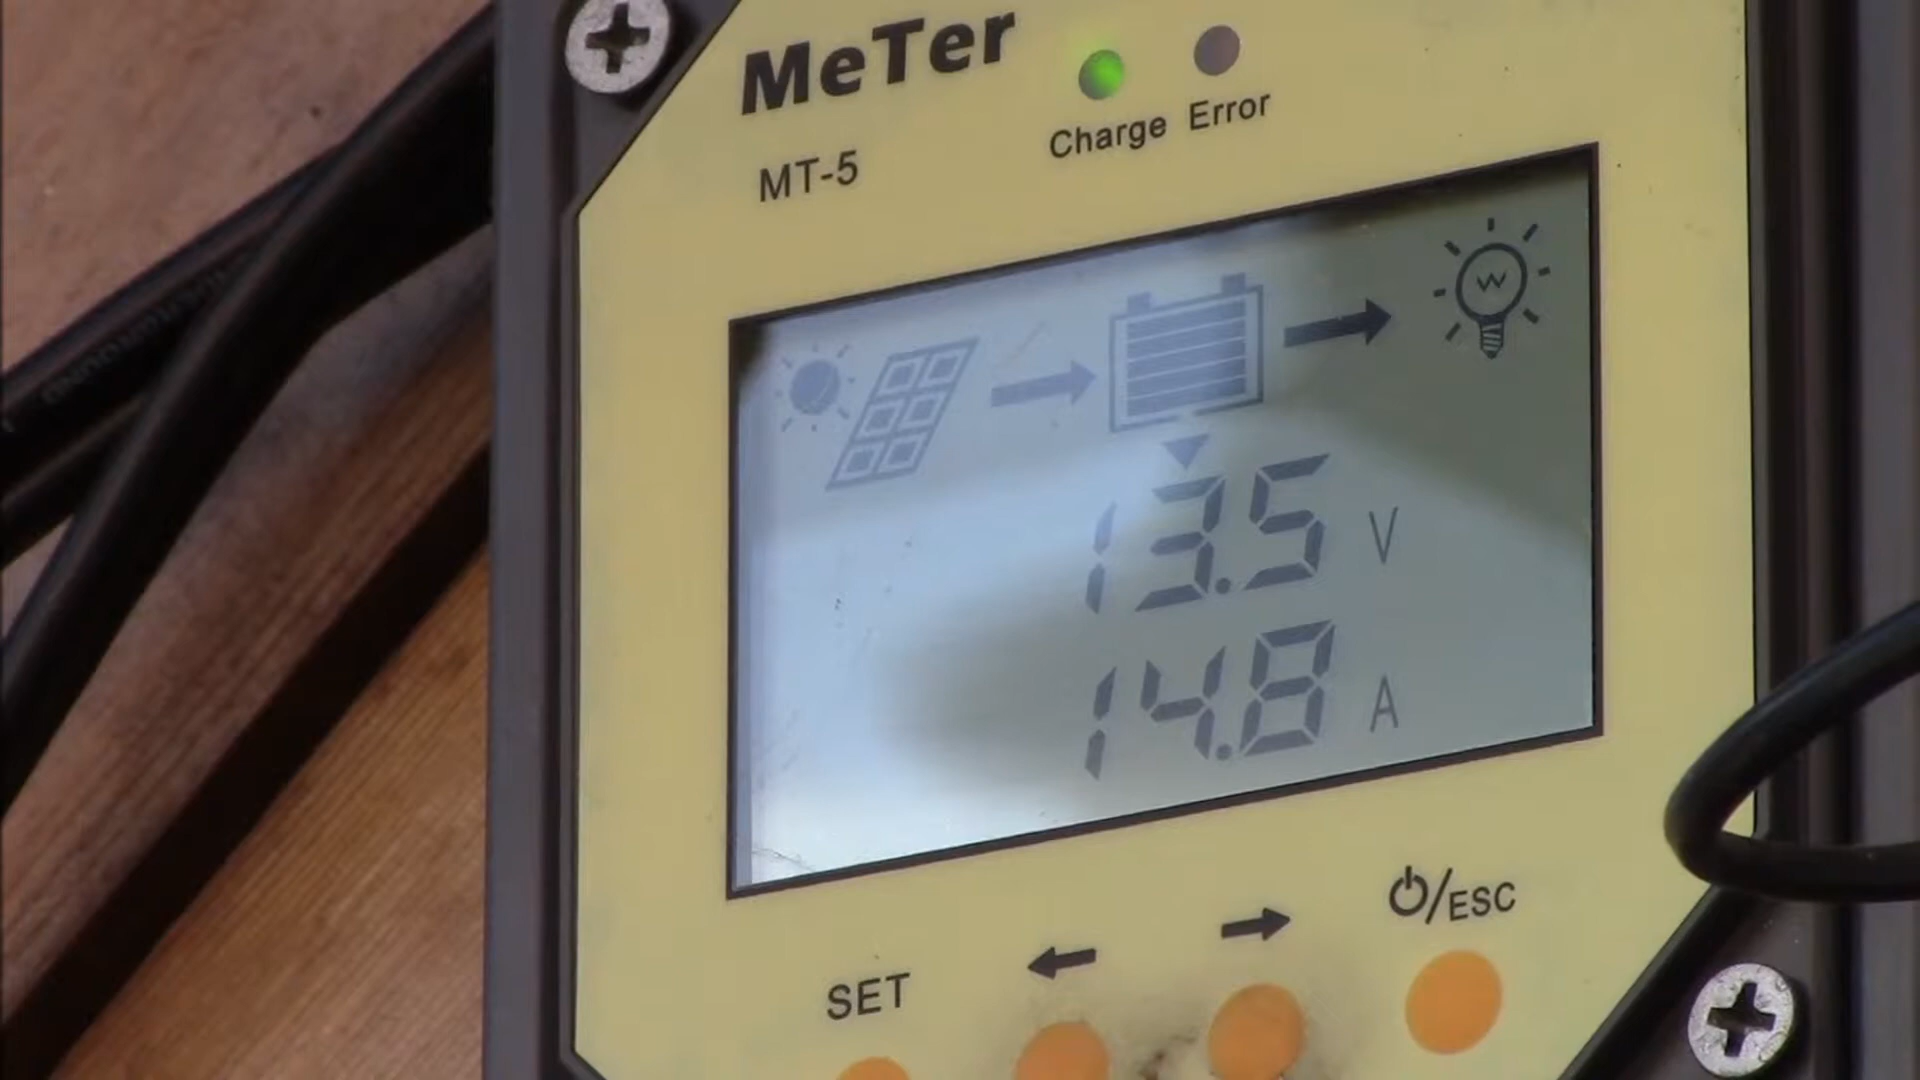 MeTer
MT-5
Charge Error
13.5 V
14.8 A
SET
/ESC